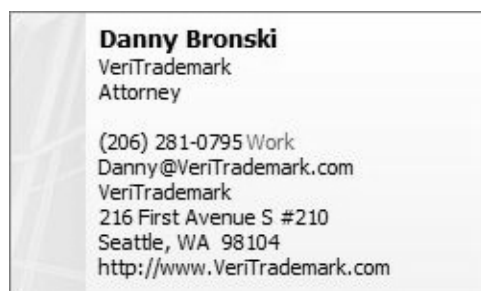 Danny Bronski
VeriTrademark
Attorney
(206) 281-0795 Work
Danny@VeriTrademark.com
VeriTrademark
216 First Avenue S #210
Seattle, WA 98104
http://www.VeriTrademark.com